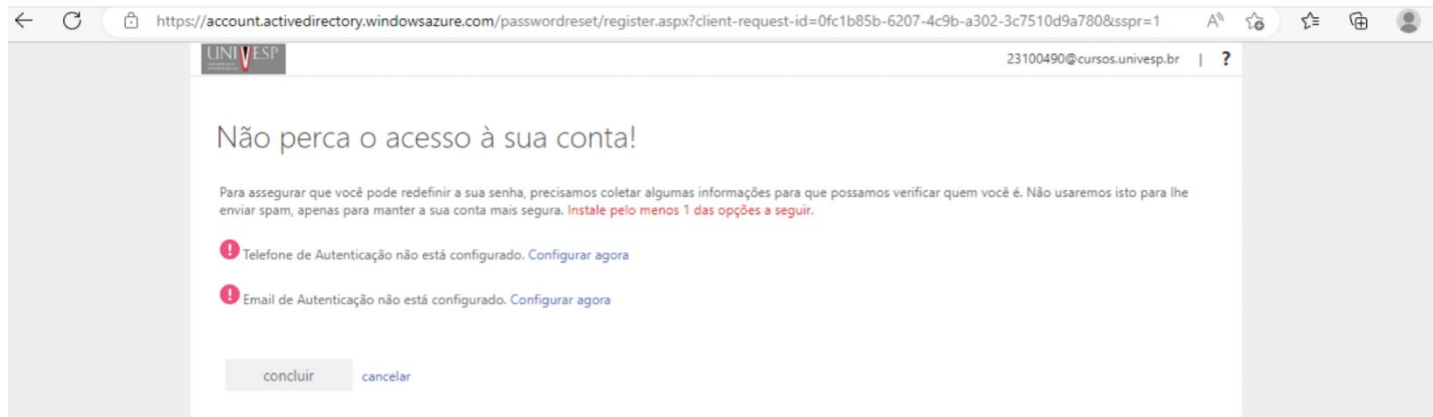 https://account.activedirectory.windowsazure.com/passwordreset/register.aspx?client-request-id=0fc1b85b-6207-4c9b-a302-3c7510d9a780&sspr=1
UNIVESP
23100490@cursos.univesp.br | ?
Não perca o acesso à sua conta!
Para assegurar que você pode redefinir a sua senha, precisamos coletar algumas informações para que possamos verificar quem você é. Não usaremos isto para lhe
enviar spam, apenas para manter a sua conta mais segura. Instale pelo menos 1 das opções a seguir.
! Telefone de Autenticação não está configurado. Configurar agora
! Email de Autenticação não está configurado. Configurar agora
concluir cancelar